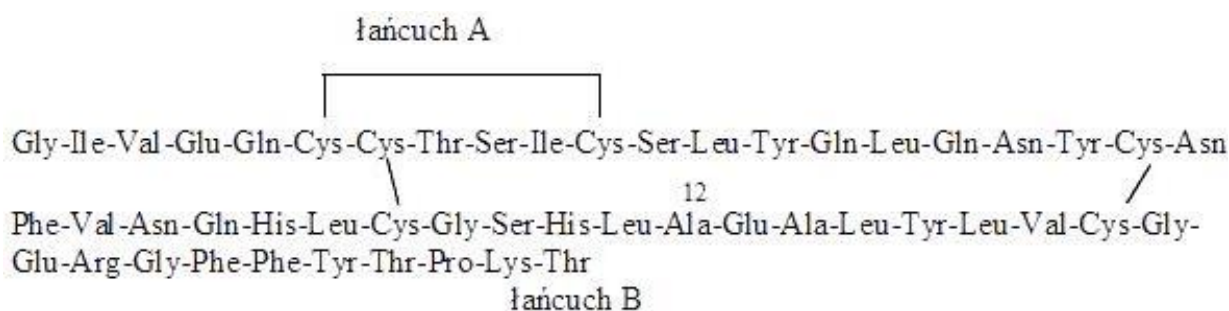 łańcuch A
Gly-Ile-Val-Glu-Gln-Cys-Cys-Thr-Ser-Ile-Cys-Ser-Leu-Tyr-Gln-Leu-Gln-Asn-Tyr-Cys-Asn
12
Phe-Val-Asn-Gln-His-Leu-Cys-Gly-Ser-His-Leu-Ala-Glu-Ala-Leu-Tyr-Leu-Val-Cys-Gly-
Glu-Arg-Gly-Phe-Phe-Tyr-Thr-Pro-Lys-Thr
łańcuch B